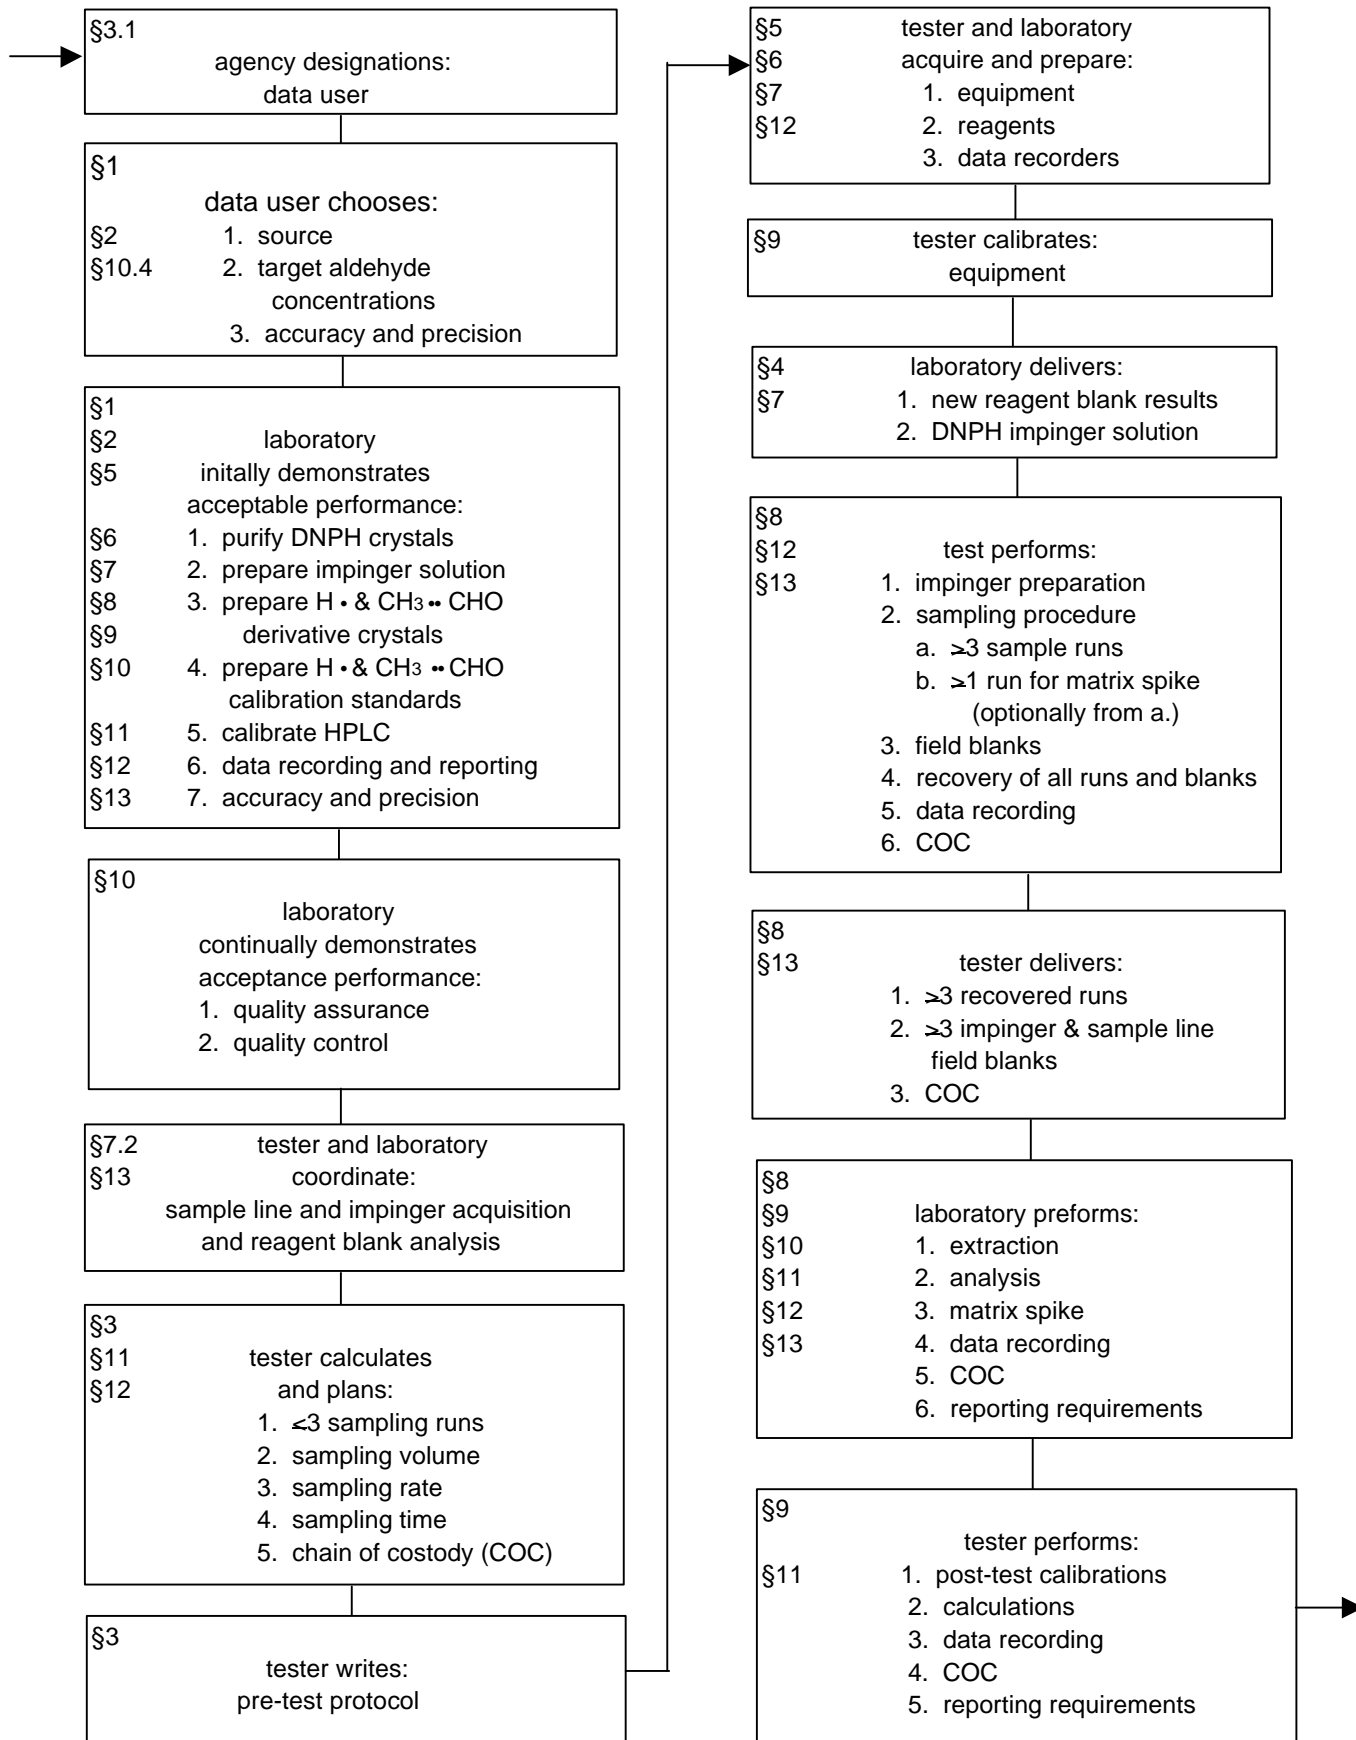 §3.1
agency designations:
data user
§1
data user chooses:
§2 1. source
§10.4 2. target aldehyde
concentrations
3. accuracy and precision
§1
§2 laboratory
§5 initally demonstrates
acceptable performance:
§6 1. purify DNPH crystals
§7 2. prepare impinger solution
§8 3. prepare H • & CH3 •• CHO
§9 derivative crystals
§10 4. prepare H • & CH3 •• CHO
calibration standards
§11 5. calibrate HPLC
§12 6. data recording and reporting
§13 7. accuracy and precision
§10
laboratory
continually demonstrates
acceptance performance:
1. quality assurance
2. quality control
§7.2 tester and laboratory
§13 coordinate:
sample line and impinger acquisition
and reagent blank analysis
§3
§11 tester calculates
§12 and plans:
1. ≤3 sampling runs
2. sampling volume
3. sampling rate
4. sampling time
5. chain of costody (COC)
§3
tester writes:
pre-test protocol
§5 tester and laboratory
§6 acquire and prepare:
§7 1. equipment
§12 2. reagents
3. data recorders
§9 tester calibrates:
equipment
§4 laboratory delivers:
§7 1. new reagent blank results
2. DNPH impinger solution
§8
§12 test performs:
§13 1. impinger preparation
2. sampling procedure
a. ≥3 sample runs
b. ≥1 run for matrix spike
(optionally from a.)
3. field blanks
4. recovery of all runs and blanks
5. data recording
6. COC
§8
§13 tester delivers:
1. ≥3 recovered runs
2. ≥3 impinger & sample line
field blanks
3. COC
§8
§9 laboratory preforms:
§10 1. extraction
§11 2. analysis
§12 3. matrix spike
§13 4. data recording
5. COC
6. reporting requirements
§9
tester performs:
§11 1. post-test calibrations
2. calculations
3. data recording
4. COC
5. reporting requirements